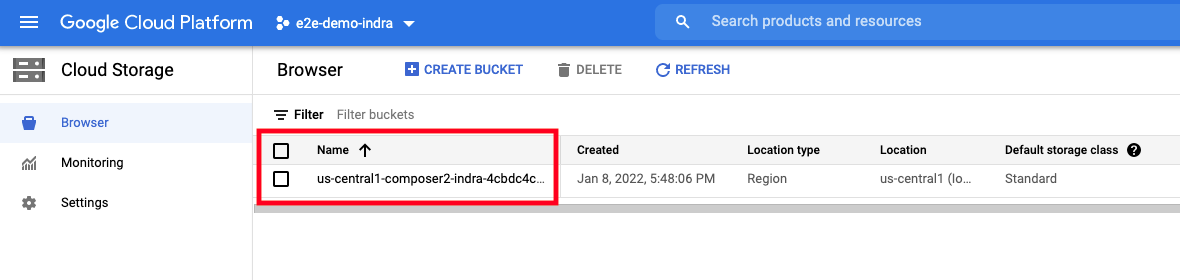 Google Cloud Platform e2e-demo-indra Search products and resources
Cloud Storage Browser CREATE BUCKET DELETE REFRESH
Browser
Monitoring
Settings
Filter Filter buckets
Name Created Location type Location Default storage class ?
us-central1-composer2-indra-4cbdc4c... Jan 8, 2022, 5:48:06 PM Region us-central1 (Io... Standard